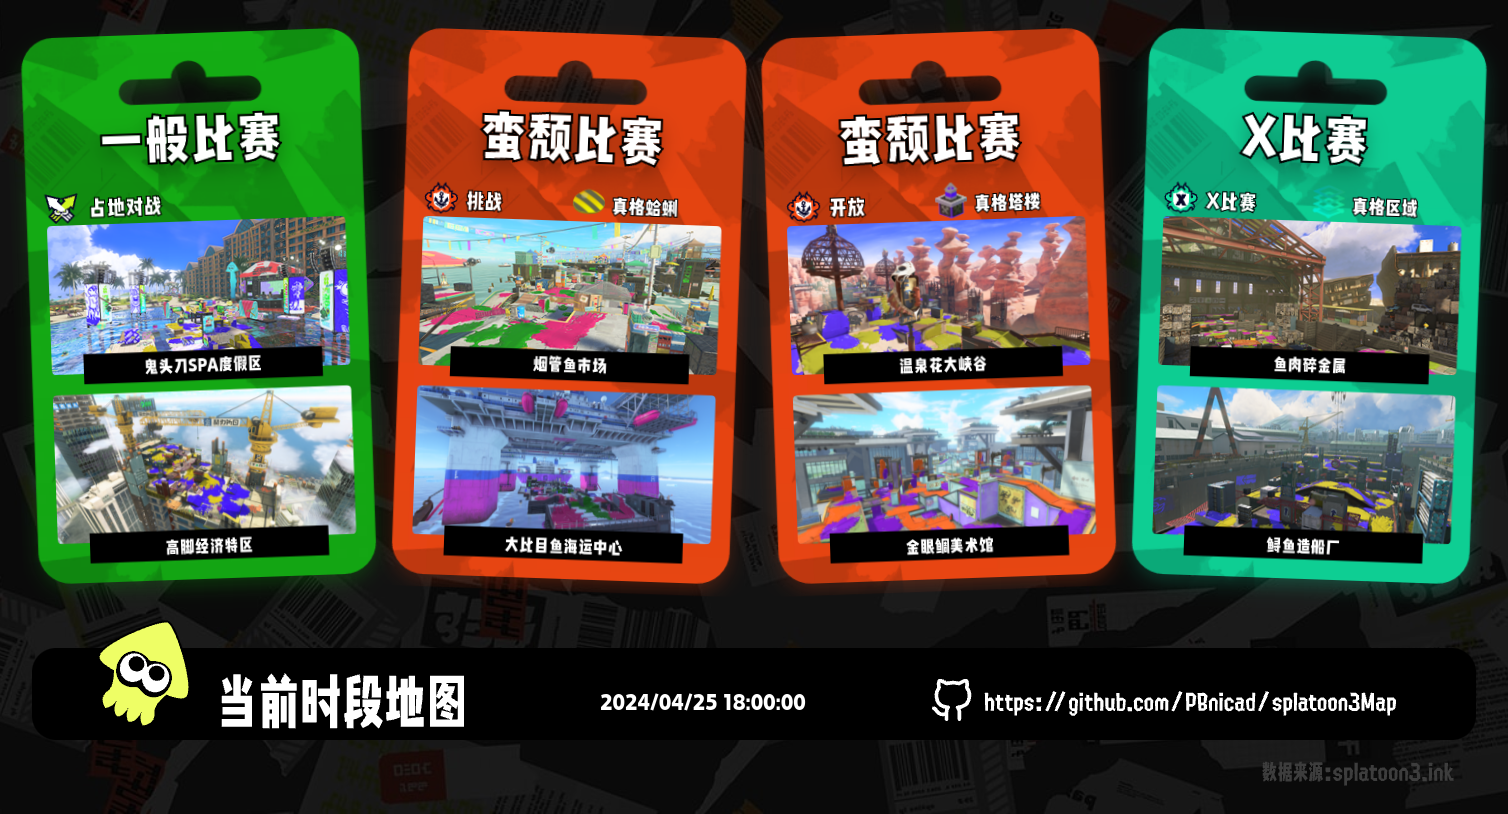 一般比赛
占地对战
鬼头刀SPA度假区
高脚经济特区
蛮颓比赛
挑战
真格蛤蜊
烟管鱼市场
大比目鱼海运中心
蛮颓比赛
开放
真格塔楼
温泉花大峡谷
金眼鲷美术馆
X比赛
X比赛
真格区域
鱼肉碎金属
鲟鱼造船厂
当前时段地图
2024/04/25 18:00:00
https://github.com/PBnicad/splatoon3Map
数据来源:splatoon3.ink